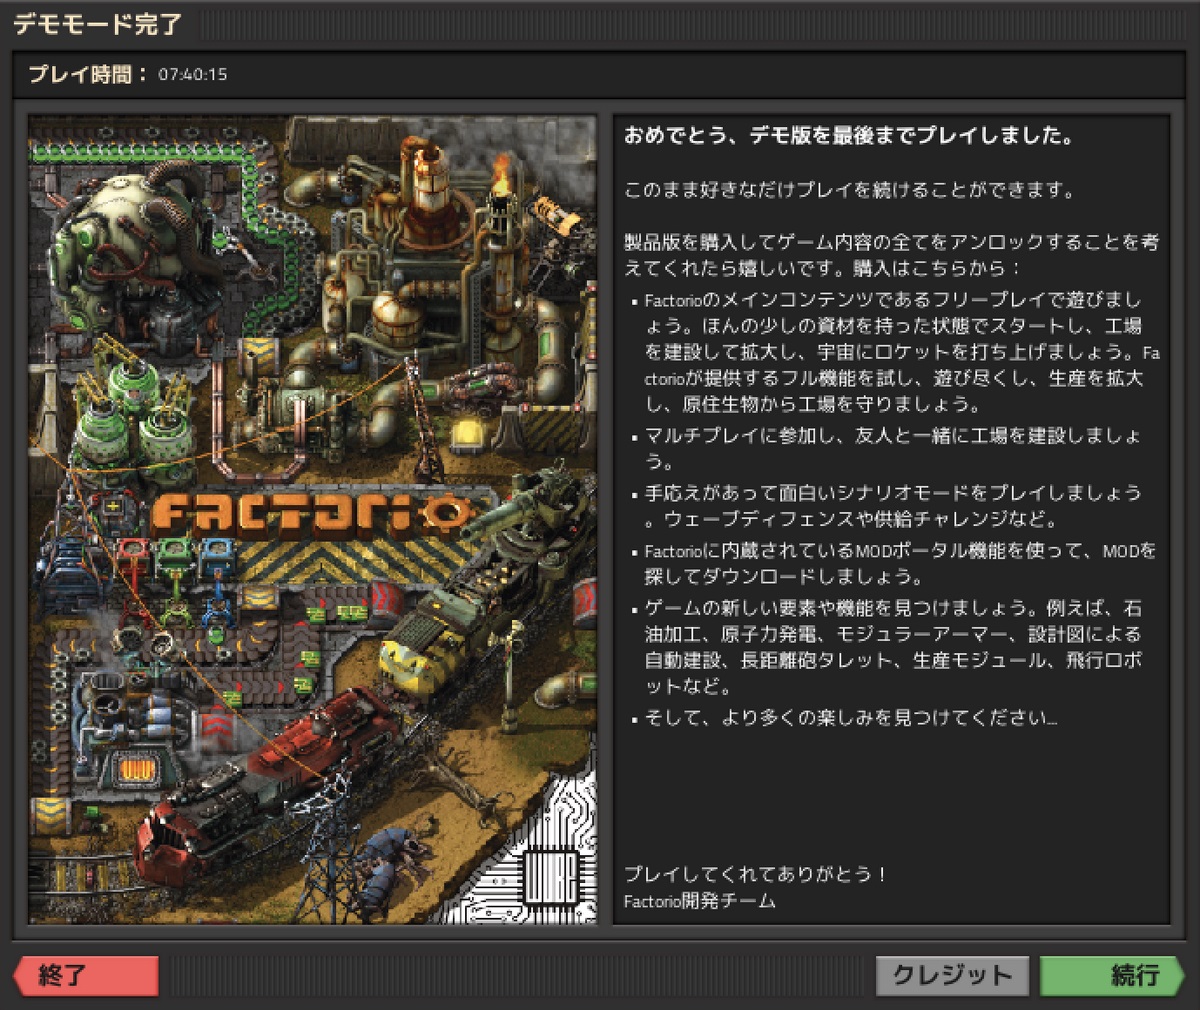 デモモード完了
プレイ時間： 07:40:15
おめでとう、デモ版を最後までプレイしました。
このまま好きなだけプレイを続けることができます。
製品版を購入してゲーム内容の全てをアンロックすることを考
えてくれたら嬉しいです。購入はこちらから：
▪ Factorioのメインコンテンツであるフリープレイで遊びまし
ょう。ほんの少しの資材を持った状態でスタートし、工場
を建設して拡大し、宇宙にロケットを打ち上げましょう。Fa
ctorioが提供するフル機能を試し、遊び尽くし、生産を拡大
し、原住生物から工場を守りましょう。
▪ マルチプレイに参加し、友人と一緒に工場を建設しましょ
う。
▪ 手応えがあって面白いシナリオモードをプレイしましょう
。ウェーブディフェンスや供給チャレンジなど。
▪ Factorioに内蔵されているMODポータル機能を使って、MODを
探してダウンロードしましょう。
▪ ゲームの新しい要素や機能を見つけましょう。例えば、石
油加工、原子力発電、モジュラーアーマー、設計図による
自動建設、長距離砲タレット、生産モジュール、飛行ロボ
ットなど。
▪ そして、より多くの楽しみを見つけてください...
プレイしてくれてありがとう！
Factorio開発チーム
FACTORIO
終了
クレジット
続行